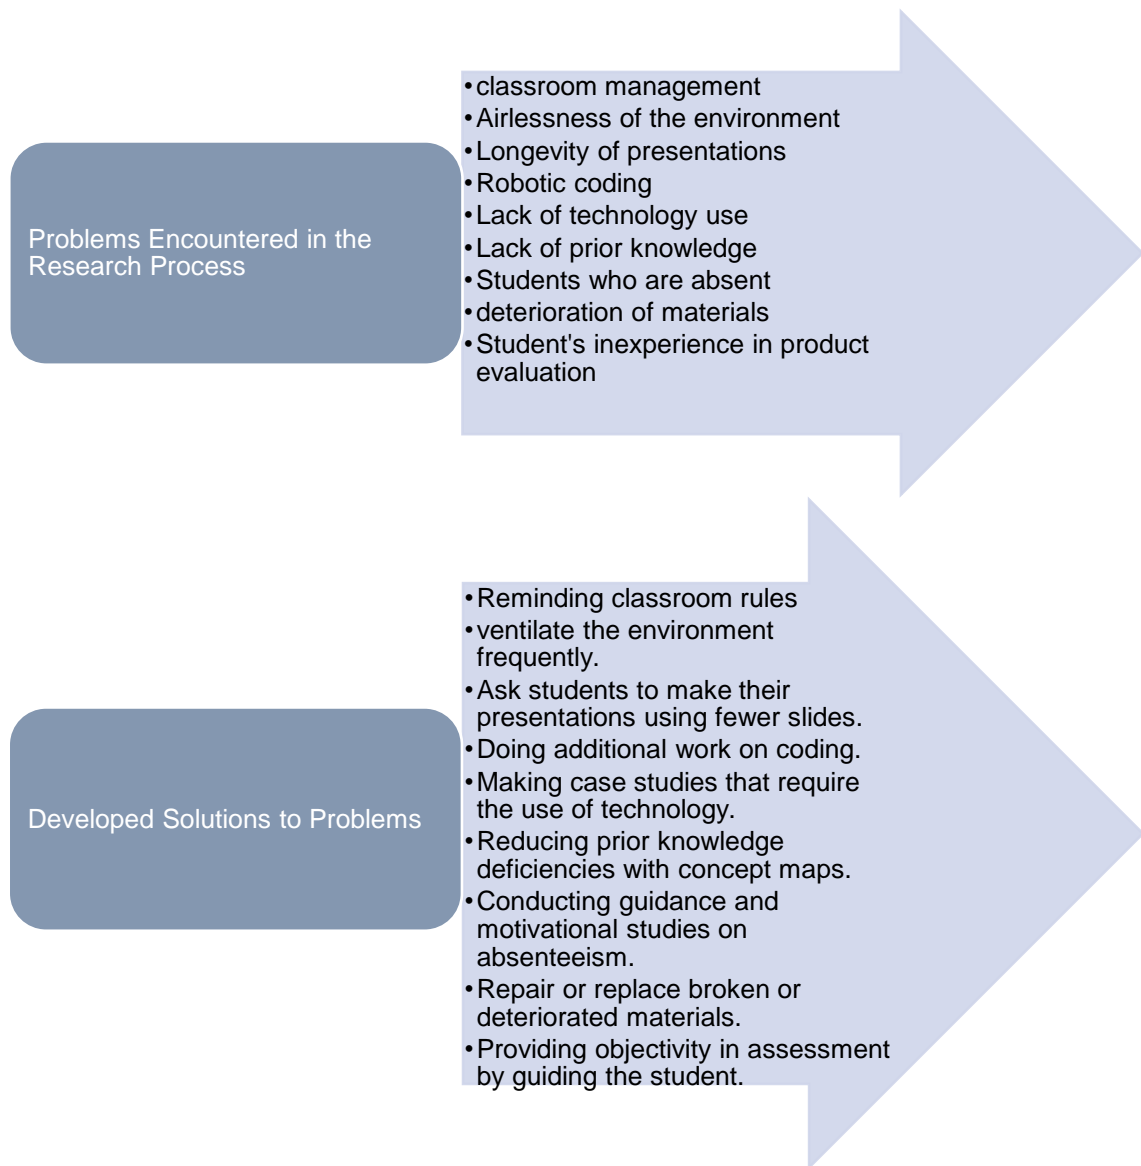 Problems Encountered in the
Research Process
•classroom management
•Airlessness of the environment
•Longevity of presentations
•Robotic coding
•Lack of technology use
•Lack of prior knowledge
•Students who are absent
•deterioration of materials
•Student's inexperience in product
evaluation
Developed Solutions to Problems
•Reminding classroom rules
•ventilate the environment
frequently.
•Ask students to make their
presentations using fewer slides.
•Doing additional work on coding.
•Making case studies that require
the use of technology.
•Reducing prior knowledge
deficiencies with concept maps.
•Conducting guidance and
motivational studies on
absenteeism.
•Repair or replace broken or
deteriorated materials.
•Providing objectivity in assessment
by guiding the student.